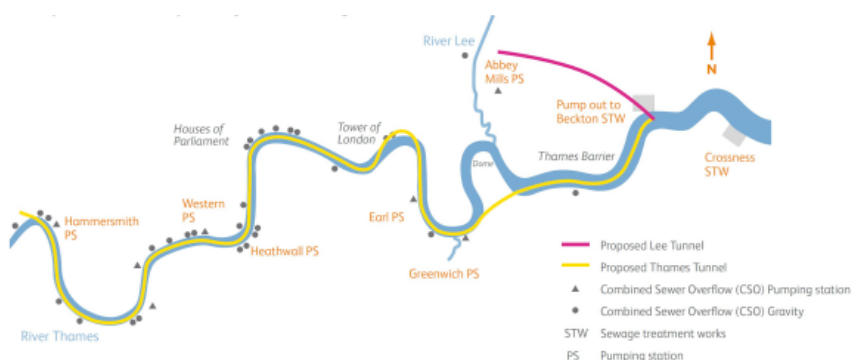 River Lee
Abbey
Mills PS
N
Pump out to
Beckton STW
Houses of
Parliament
Tower of
London
Dome
Thames Barrier
Crossness
STW
Western
PS
Hammersmith
PS
Earl PS
Heathwall PS
Greenwich PS
River Thames
Proposed Lee Tunnel
Proposed Thames Tunnel
Combined Sewer Overflow (CSO) Pumping station
Combined Sewer Overflow (CSO) Gravity
STW Sewage treatment works
PS Pumping station